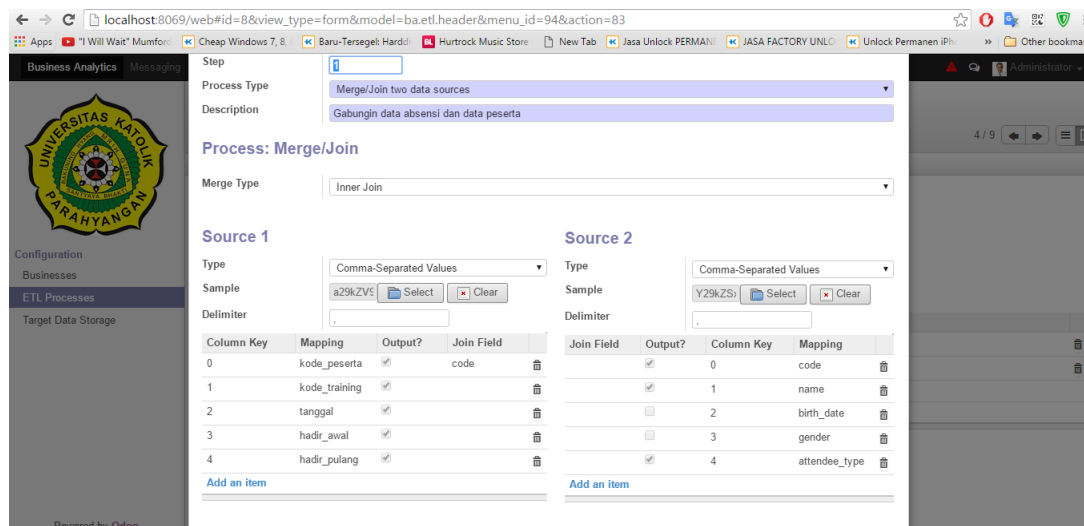 localhost:8069/web#id=8&view_type=form&model=ba.etl.header&menu_id=94&action=83
Apps "I Will Wait" Mumford Cheap Windows 7, 8, Baru-Tersegel: Harddi Hurtrock Music Store New Tab Jasa Unlock PERMAN JASA FACTORY UNLO Unlock Permanen iPh » Other bookma
Business Analytics Messaging Administrator
Step 1
Process Type Merge/Join two data sources
Description Gabungin data absensi dan data peserta
4 / 9
UNIVERSITAS KATOLIK
PARAHYANGAN
Process: Merge/Join
Merge Type Inner Join
Configuration
Businesses
ETL Processes
Target Data Storage
Source 1
Type Comma-Separated Values
Sample a29kZVS Select Clear
Delimiter ,
Column Key Mapping Output? Join Field
0 kode_peserta code
1 kode_training
2 tanggal
3 hadir_awal
4 hadir_pulang
Add an item
Source 2
Type Comma-Separated Values
Sample Y29kZS Select Clear
Delimiter ,
Join Field Output? Column Key Mapping
0 code
1 name
2 birth_date
3 gender
4 attendee_type
Add an item
Powered by Odoo